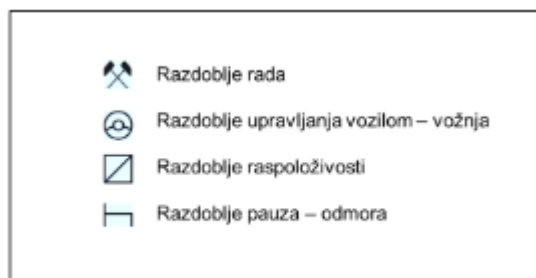 Razdoblje rada
Razdoblje upravljanja vozilom – vožnja
Razdoblje raspoloživosti
Razdoblje pauza – odmora